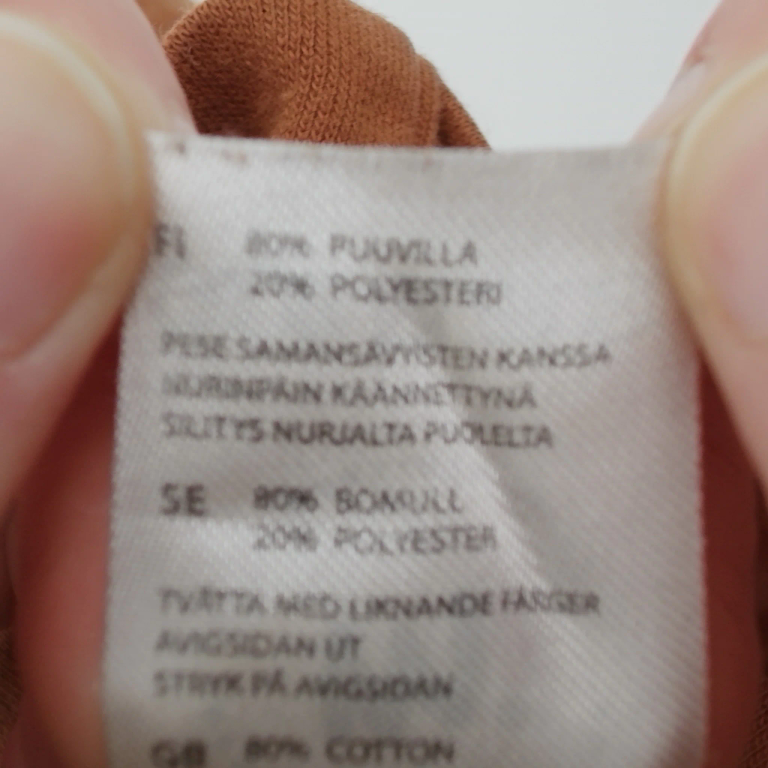 FI 80% PUUVILLA
20% POLYESTERI
PESE SAMANSÄVYISTEN KANSSA
NURINPÄIN KÄÄNNETTYNÄ
SILITYS NURJALTA PUOLELTA
SE 80% BOMULL
20% POLYESTER
TVÄTTA MED LIKNANDE FÄRGER
AVIGSIDAN UT
STRYK PÅ AVIGSIDAN
GB 80% COTTON